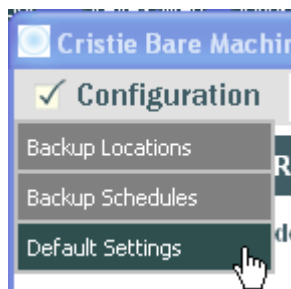 Cristie Bare Machin
Configuration
Backup Locations
Backup Schedules
Default Settings